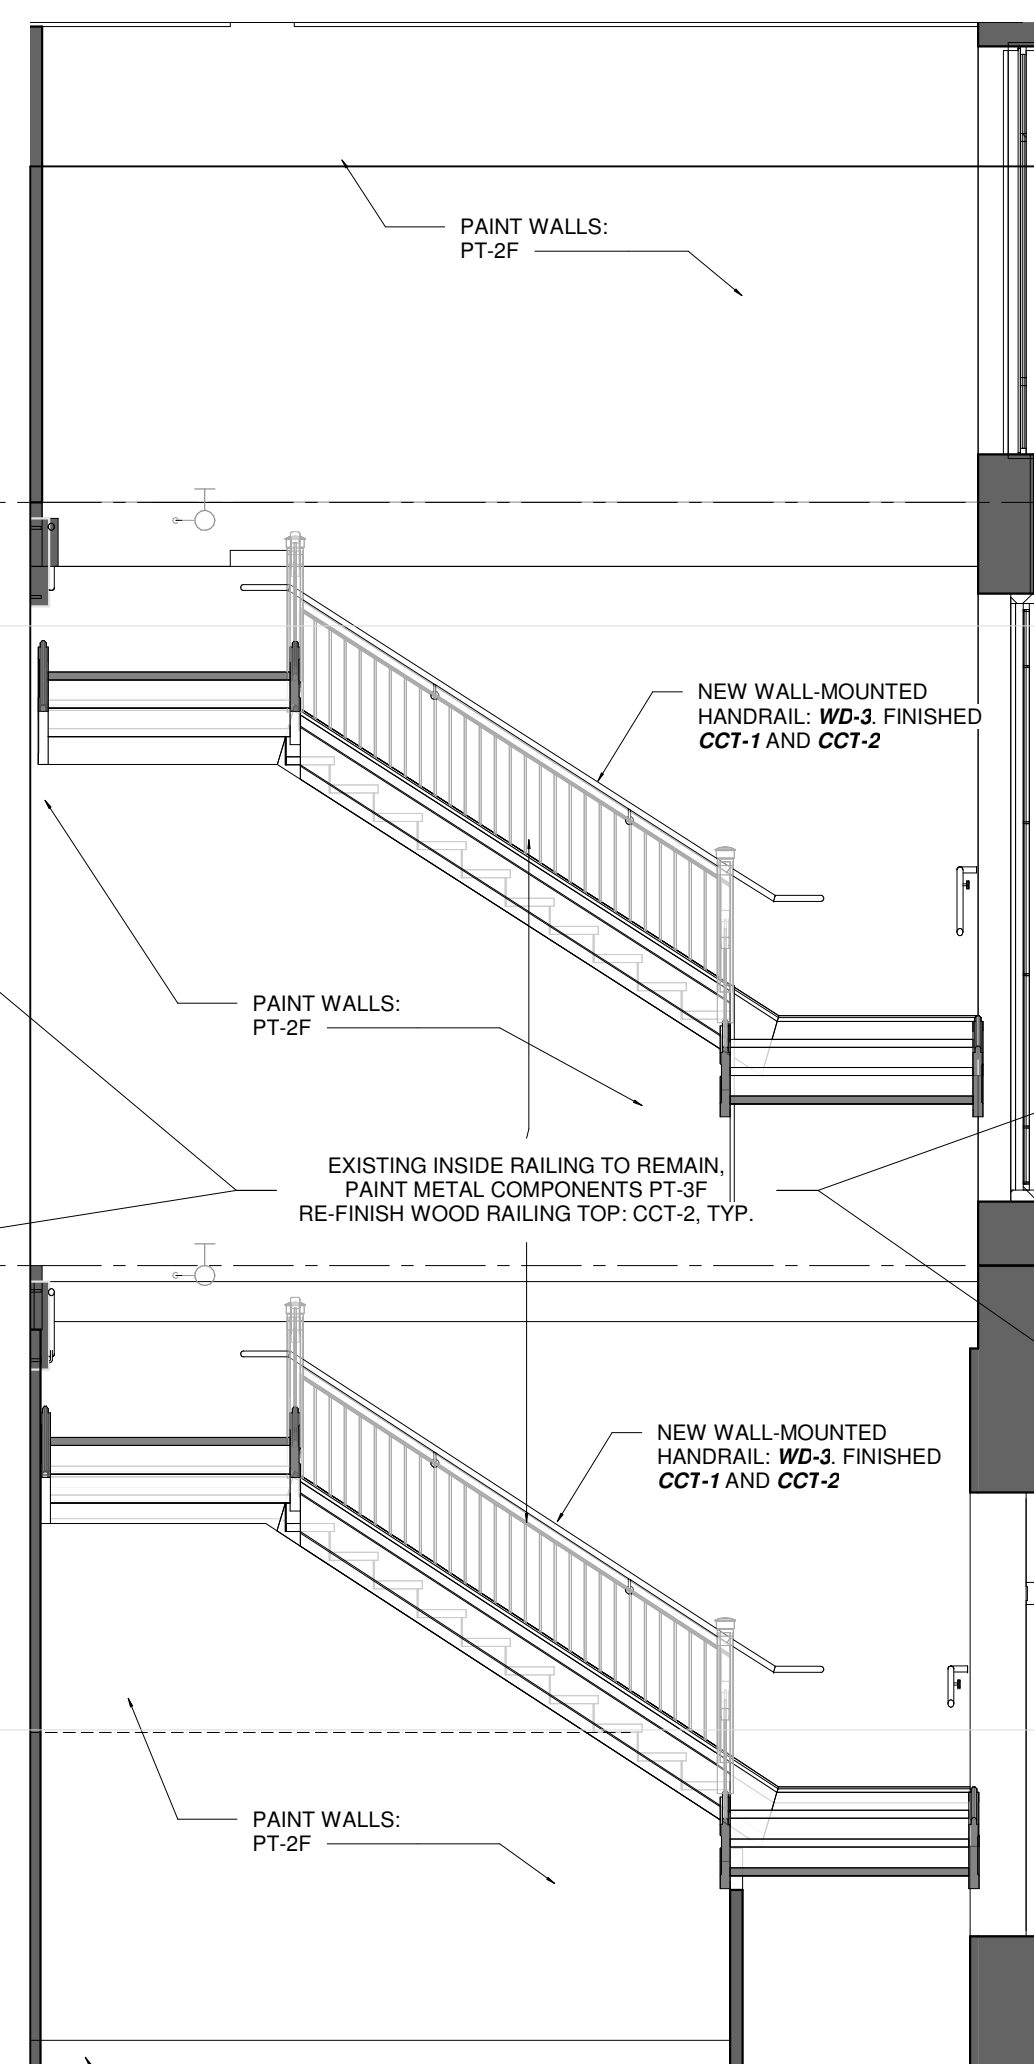 PAINT WALLS:
PT-2F
NEW WALL-MOUNTED
HANDRAIL: WD-3. FINISHED
CCT-1 AND CCT-2
PAINT WALLS:
PT-2F
EXISTING INSIDE RAILING TO REMAIN,
PAINT METAL COMPONENTS PT-3F
RE-FINISH WOOD RAILING TOP: CCT-2, TYP.
NEW WALL-MOUNTED
HANDRAIL: WD-3. FINISHED
CCT-1 AND CCT-2
PAINT WALLS:
PT-2F